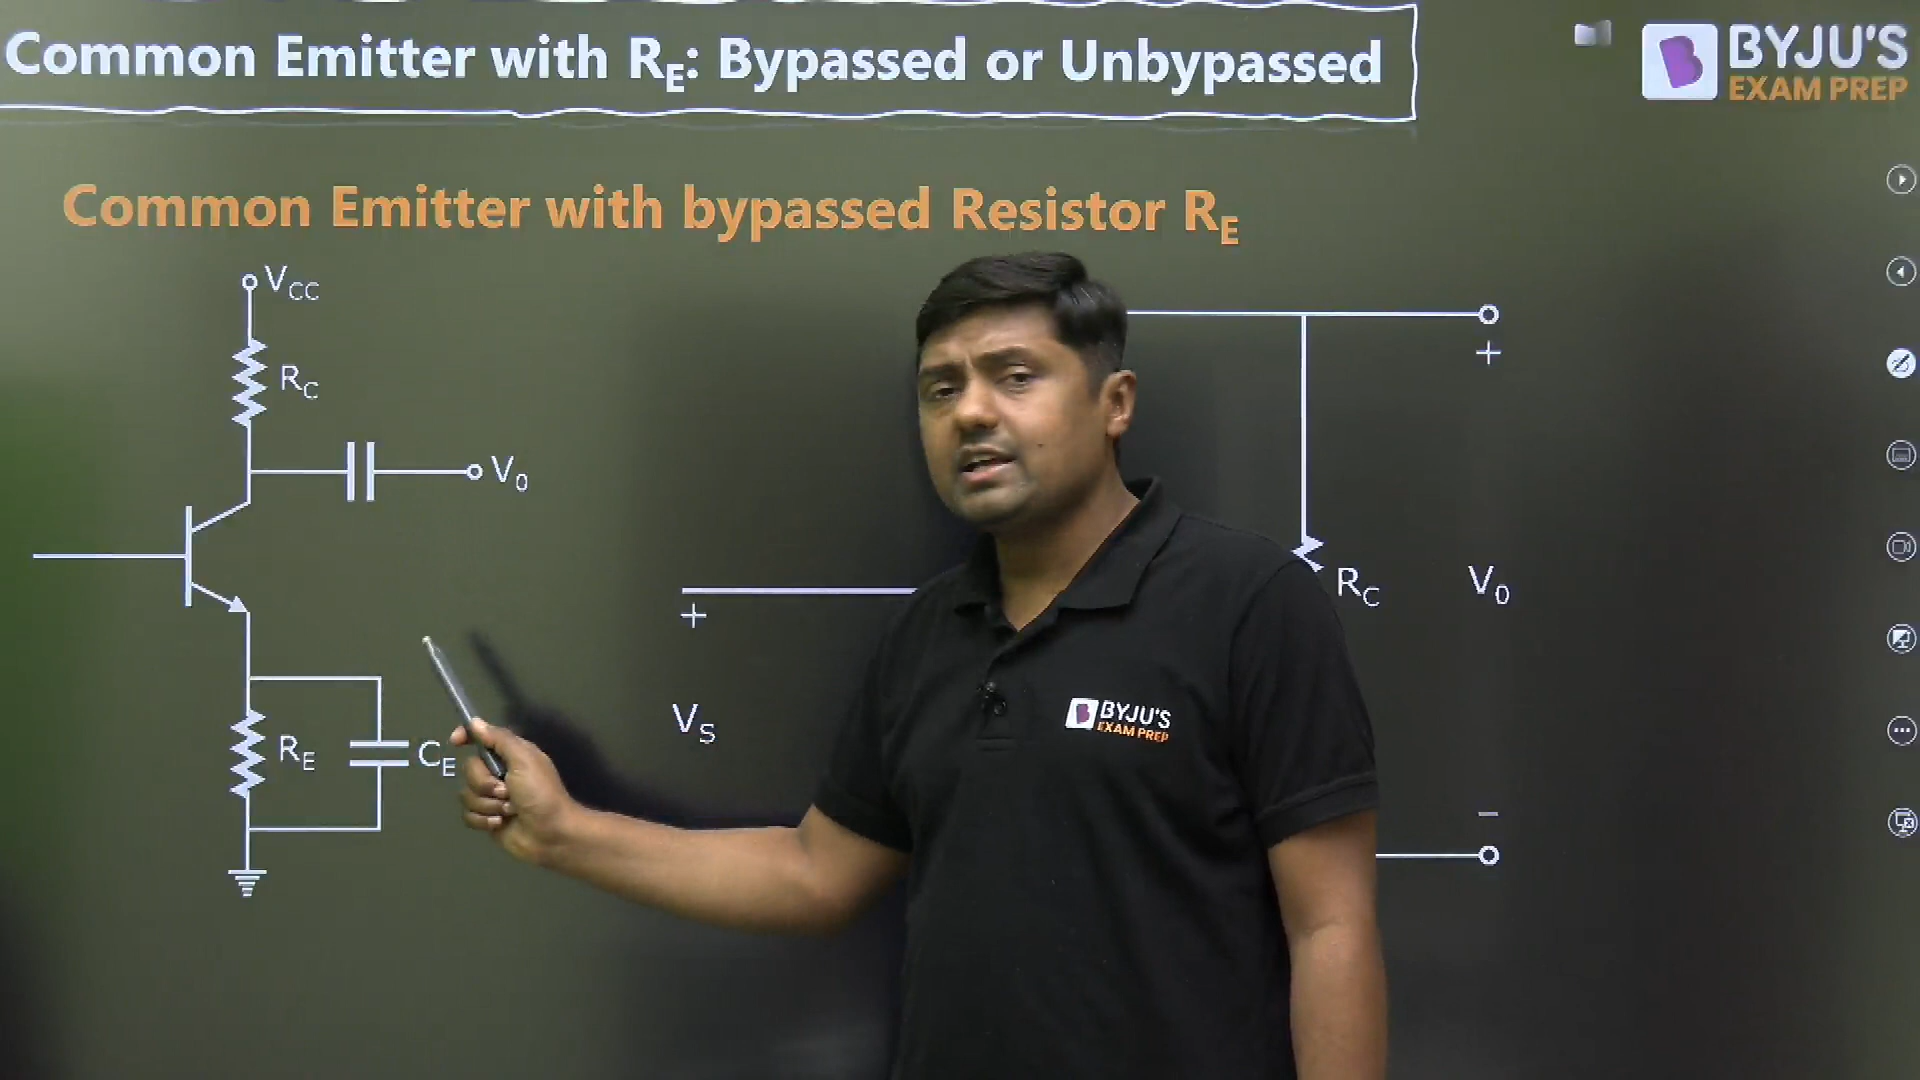 Common Emitter with RE: Bypassed or Unbypassed
BYJU'S
EXAM PREP
Common Emitter with bypassed Resistor RE
VCC
RC
V0
RE
CE
+
VS
+
RC
V0
−
BYJU'S
EXAM PREP